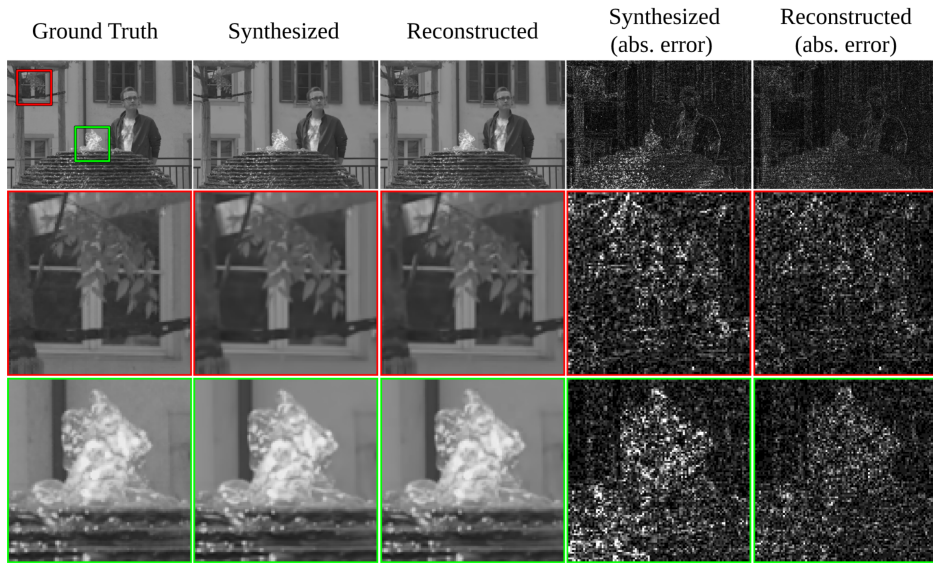 Ground Truth
Synthesized
Reconstructed
Synthesized
(abs. error)
Reconstructed
(abs. error)